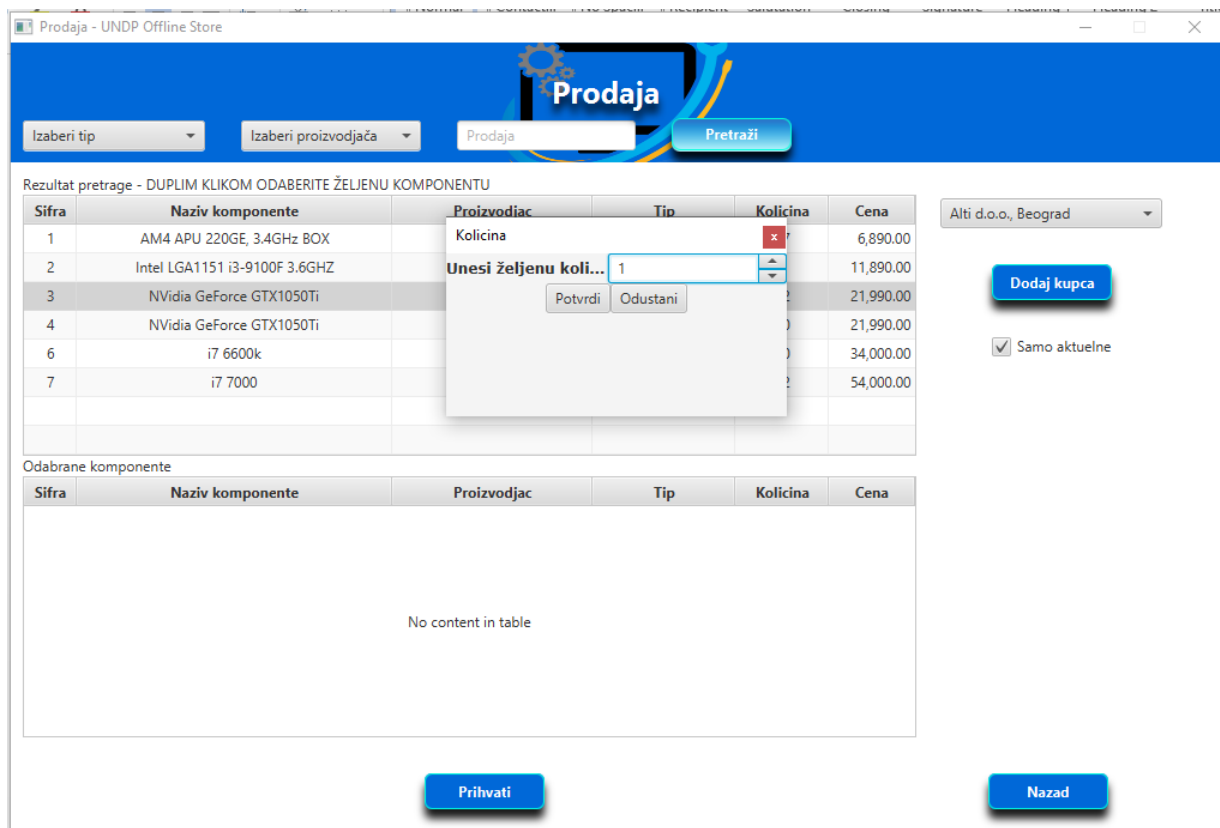 Prodaja - UNDP Offline Store
Prodaja
Izaberi tip
Izaberi proizvodjača
Prodaja
Pretraži
Rezultat pretrage - DUPLIM KLIKOM ODABERITE ŽELJENU KOMPONENTU
Sifra Naziv komponente Proizvodjac Tip Kolicina Cena
1 AM4 APU 220GE, 3.4GHz BOX 6,890.00
2 Intel LGA1151 i3-9100F 3.6GHZ 11,890.00
3 NVidia GeForce GTX1050Ti 21,990.00
4 NVidia GeForce GTX1050Ti 21,990.00
6 i7 6600k 34,000.00
7 i7 7000 54,000.00
Kolicina x
Unesi željenu koli... 1
Potvrdi Odustani
Alti d.o.o., Beograd
Dodaj kupca
Samo aktuelne
Odabrane komponente
Sifra Naziv komponente Proizvodjac Tip Kolicina Cena
No content in table
Prihvati
Nazad